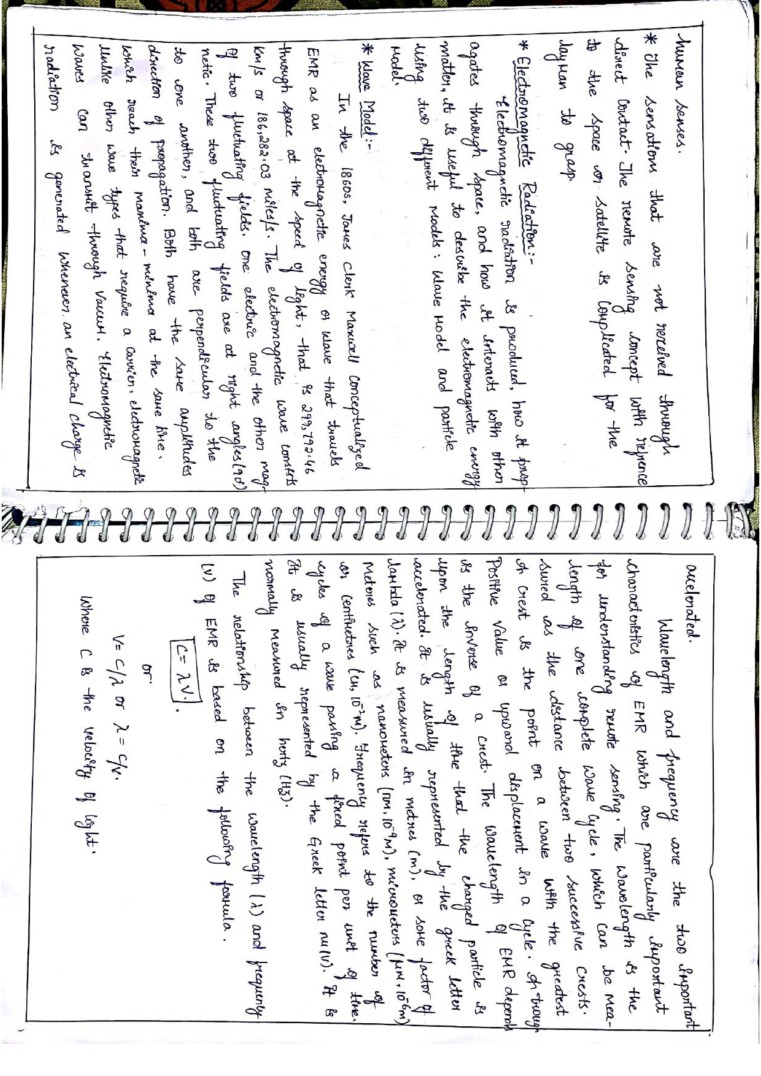 human senses.
* The sensations that are not received through
direct contact. The remote sensing concept with refrence
to the space or satellite is Complicated for the
layman to grasp.
* Electromagnetic Radiation:-
Electromagnetic radiation is produced, how it prop-
agates through space, and how it interacts with other
matter, it is useful to describe the electromagnetic energy
using two different Models: Wave Model and particle
Model.
* Wave Model:-
In the 1860s, James Clerk Maxwell Conceptualized
EMR as an electromagnetic energy or wave that travels
through space at the speed of light, that is 299,792.46
Km/s or 186,282.03 miles/s. The electromagnetic wave consists
of two fluctuating fields. One electric and the other mag-
netic. These two fluctuating fields are at right angles (90)
to one another, and both are perpendicular to the
direction of propagation. Both have the same amplitudes
which reach their maxima - minima at the same time.
Unlike other wave types that require a carrier, electromagnetic
waves can transmit through vaccum. Electromagnetic
radiation is generated whenever an electrical charge is
accelerated.
Wavelength and frequency are the two important
characteristics of EMR which are particularly important
for understanding remote sensing. The Wavelength is the
length of one complete wave cycle, which can be mea-
sured as the distance between two successive crests.
A crest is the point on a wave with the greatest
Positive value or upward displacement in a cycle. A trough
is the inverse of a crest. The wavelength of EMR depends
upon the length of time that the charged particle is
accelerated. It is usually represented by the greek letter
lambda (λ). It is measured in metres (m), or some factor of
Metres such as nanometers (nm, 10⁻⁹m), micrometers (μm, 10⁻⁶m)
or centimetres (cm, 10⁻²m). Frequency refers to the number of
cycles of a wave passing a fixed point per unit of time.
It is usually represented by the Greek letter nu(ν). It is
normally measured in hertz (Hz).
The relationship between the wavelength (λ) and frequency
(ν) of EMR is based on the following formula.
C = λV.
or
V = C/λ or λ = C/V.
Where C is the velocity of light.